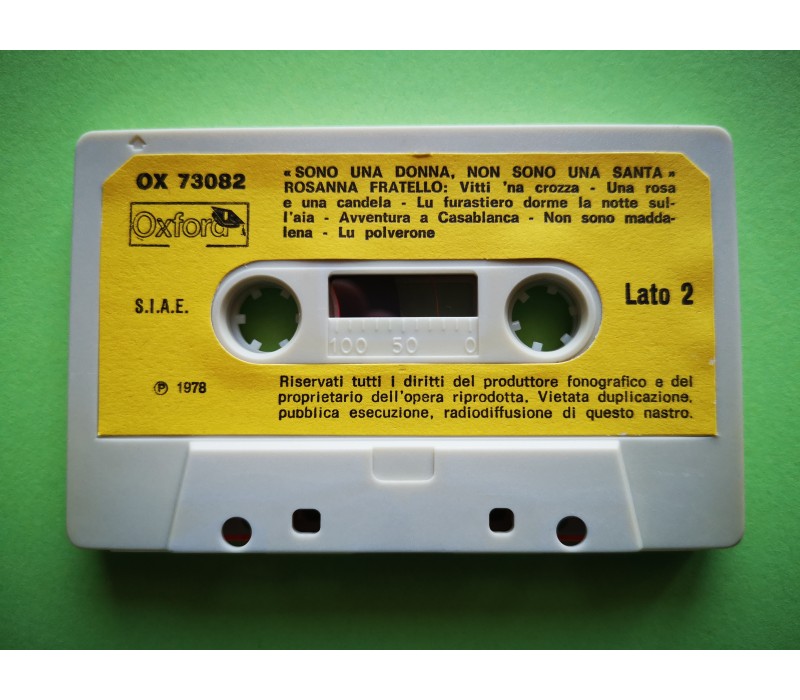 OX 73082
Oxford
«SONO UNA DONNA, NON SONO UNA SANTA»
ROSANNA FRATELLO: Vitti 'na crozza - Una rosa
e una candela - Lu furastiero dorme la notte sul-
l'aia - Avventura a Casablanca - Non sono madda-
lena - Lu polverone
S.I.A.E.
Lato 2
100 50 0
℗ 1978
Riservati tutti i diritti del produttore fonografico e del
proprietario dell'opera riprodotta. Vietata duplicazione,
pubblica esecuzione, radiodiffusione di questo nastro.